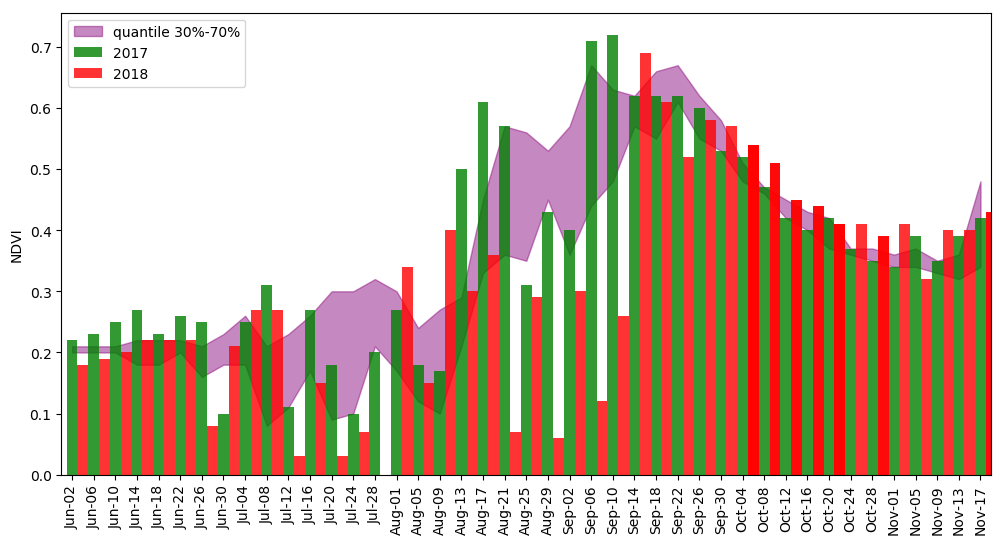 quantile 30%-70%
2017
2018
NDVI
0.7
0.6
0.5
0.4
0.3
0.2
0.1
0.0
Jun-02
Jun-06
Jun-10
Jun-14
Jun-18
Jun-22
Jun-26
Jun-30
Jul-04
Jul-08
Jul-12
Jul-16
Jul-20
Jul-24
Jul-28
Aug-01
Aug-05
Aug-09
Aug-13
Aug-17
Aug-21
Aug-25
Aug-29
Sep-02
Sep-06
Sep-10
Sep-14
Sep-18
Sep-22
Sep-26
Sep-30
Oct-04
Oct-08
Oct-12
Oct-16
Oct-20
Oct-24
Oct-28
Nov-01
Nov-05
Nov-09
Nov-13
Nov-17